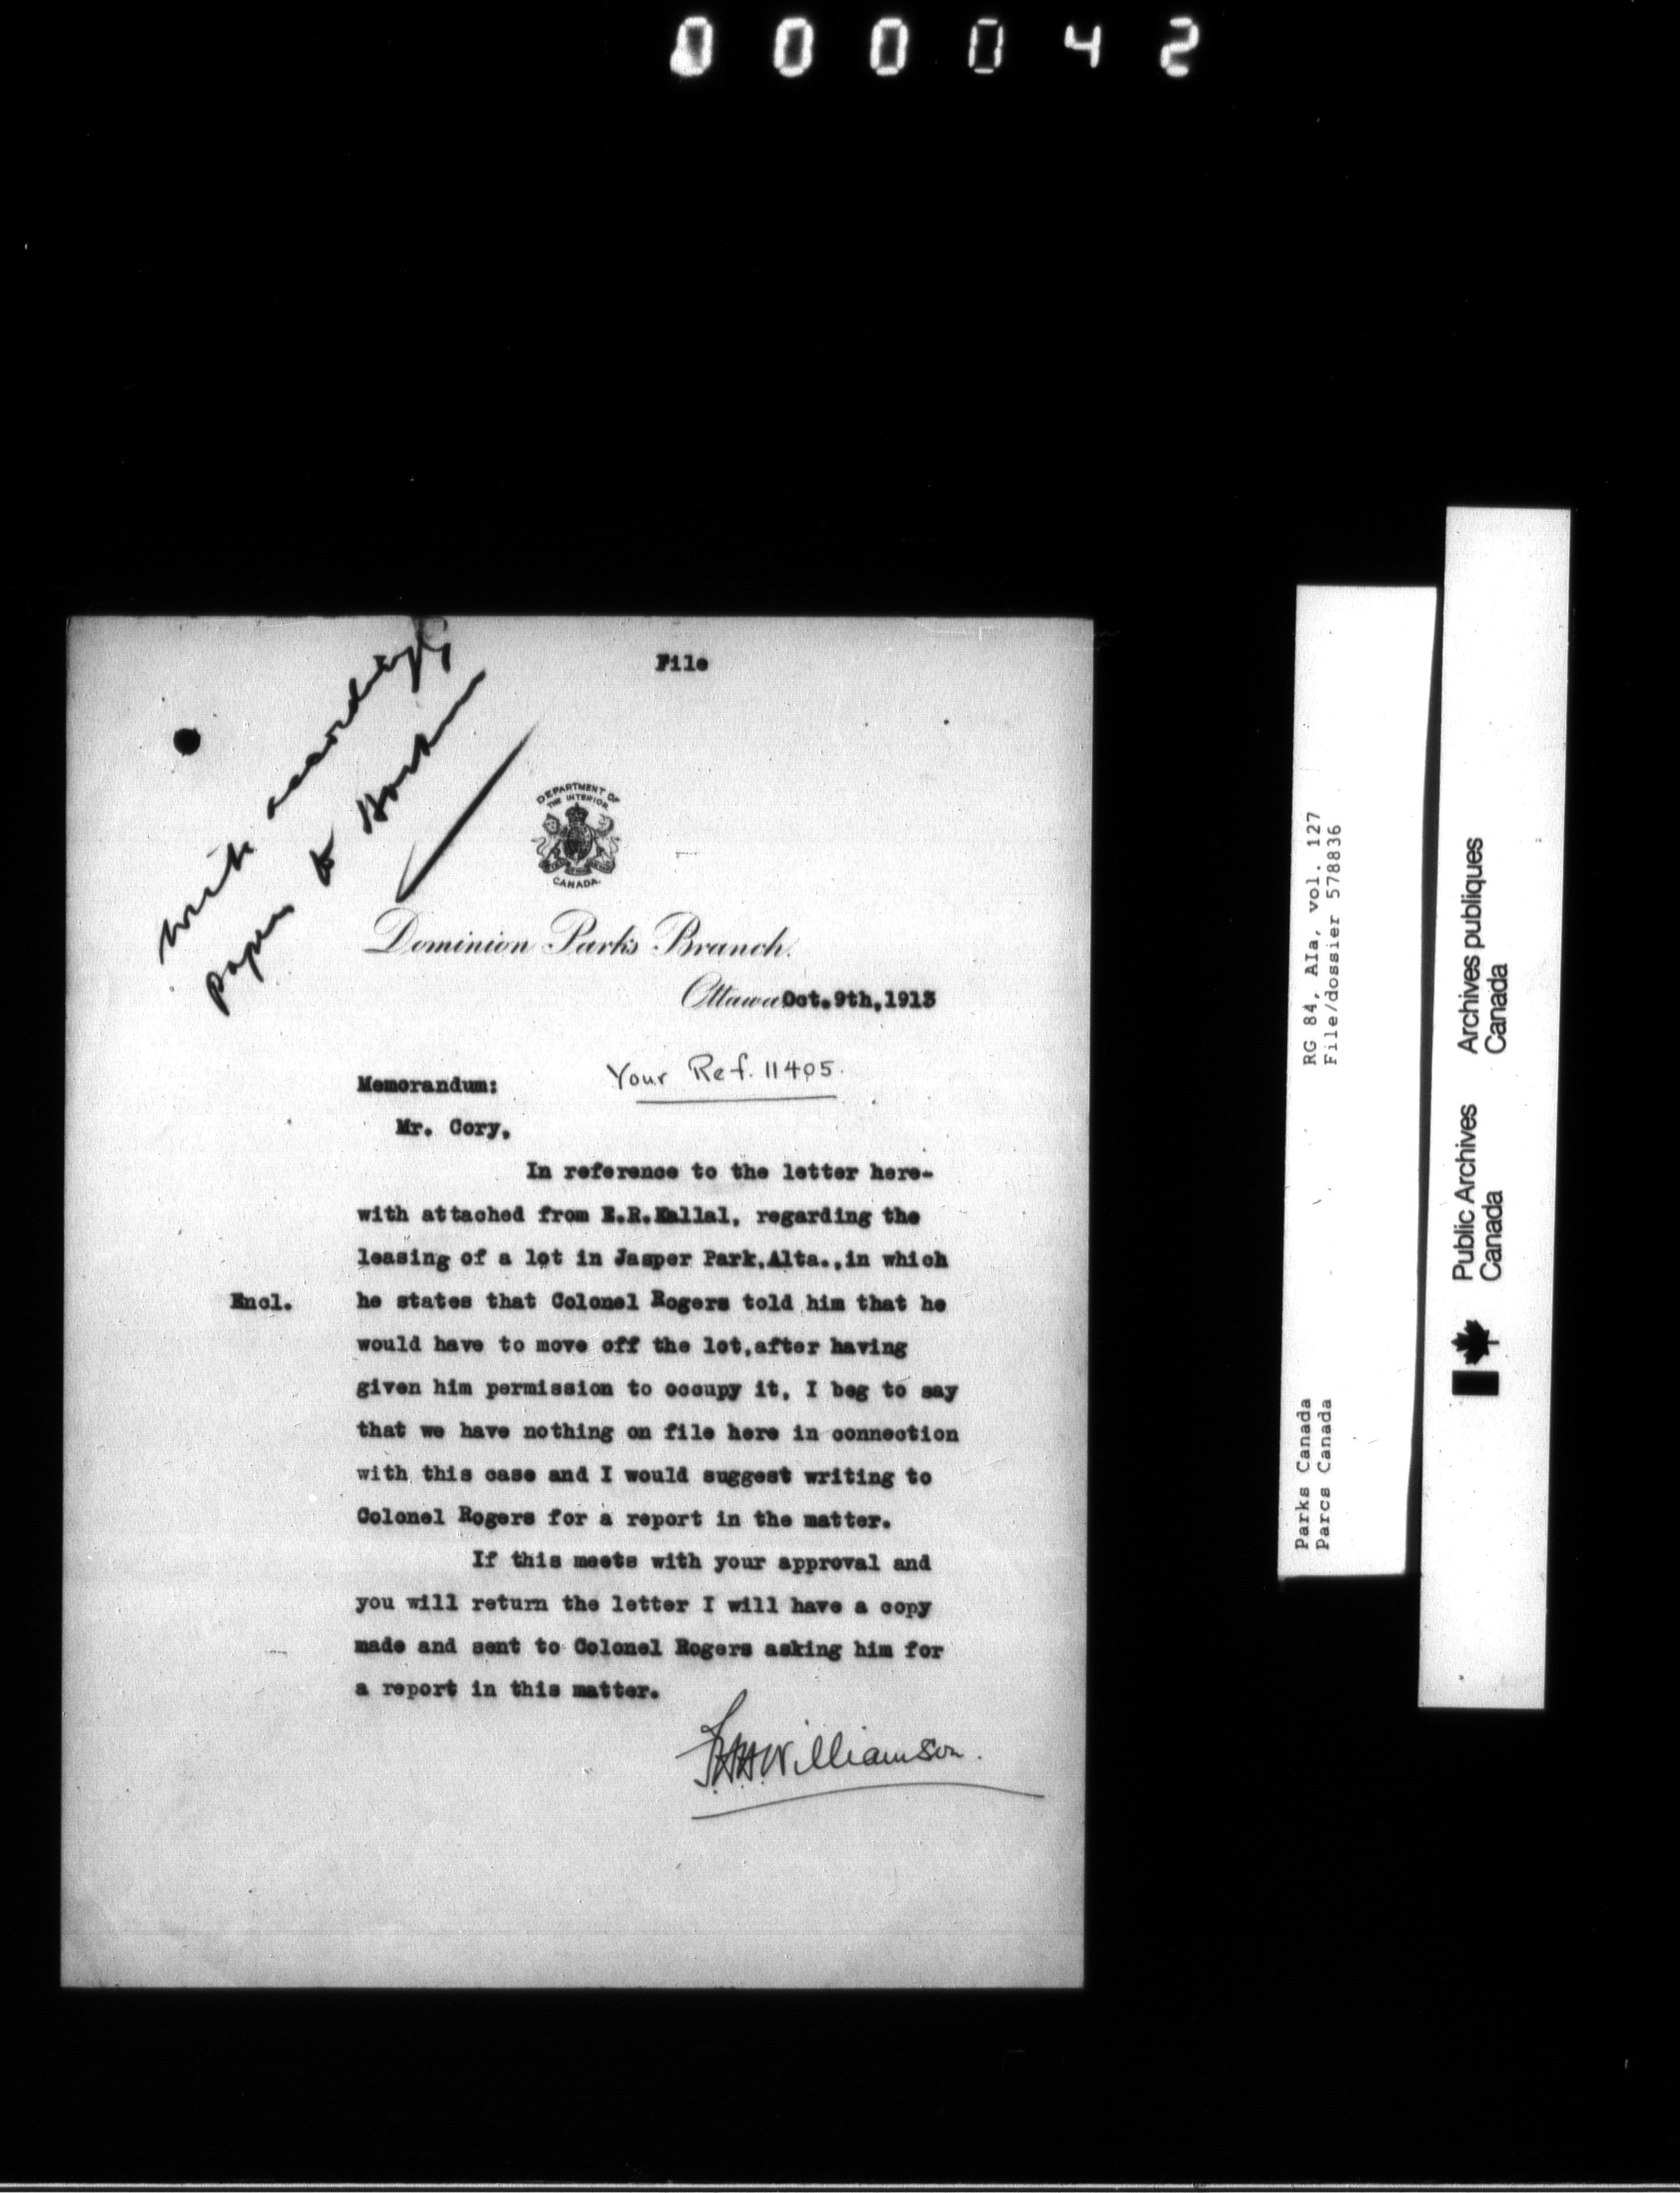 000042
File
write accordingly
papers to
DEPARTMENT OF
THE INTERIOR.
CANADA.
Dominion Parks Branch.
Ottawa Oct.9th,1913
Your Ref. 11405.
Memorandum:
Mr. Cory,
In reference to the letter here-
with attached from E.R.Kallal, regarding the
leasing of a lot in Jasper Park,Alta.,in which
Encl. he states that Colonel Rogers told him that he
would have to move off the lot,after having
given him permission to occupy it, I beg to say
that we have nothing on file here in connection
with this case and I would suggest writing to
Colonel Rogers for a report in the matter.
If this meets with your approval and
you will return the letter I will have a copy
made and sent to Colonel Rogers asking him for
a report in this matter.
F.H.H.Williamson.
Parks Canada RG 84, AIa, vol. 127
Parcs Canada File/dossier 578836
Public Archives Archives publiques
Canada Canada